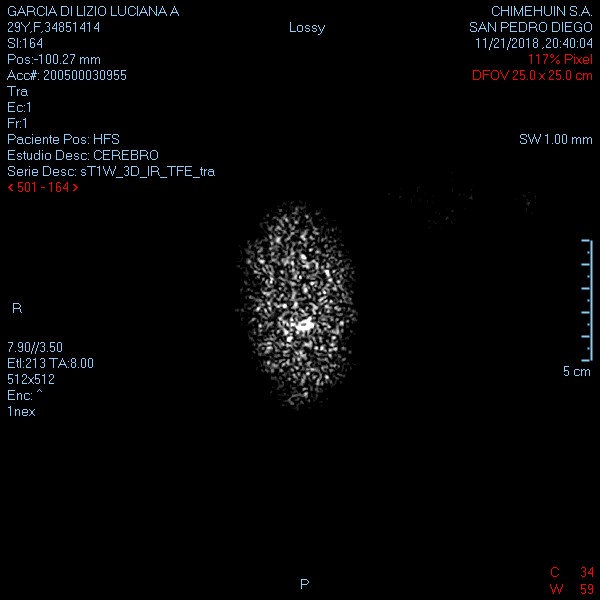 GARCIA DI LIZIO LUCIANA A
29Y,F,34851414
Sl:164
Pos:-100.27 mm
Acc#: 200500030955
Tra
Ec:1
Fr:1
Paciente Pos: HFS
Estudio Desc: CEREBRO
Serie Desc: sT1W_3D_IR_TFE_tra
< 501 - 164 >
Lossy
CHIMEHUIN S.A.
SAN PEDRO DIEGO
11/21/2018 ,20:40:04
117% Pixel
DFOV 25.0 x 25.0 cm
SW 1.00 mm
R
7.90//3.50
Etl:213 TA:8.00
512x512
Enc: ^
1nex
5 cm
P
C 34
W 59